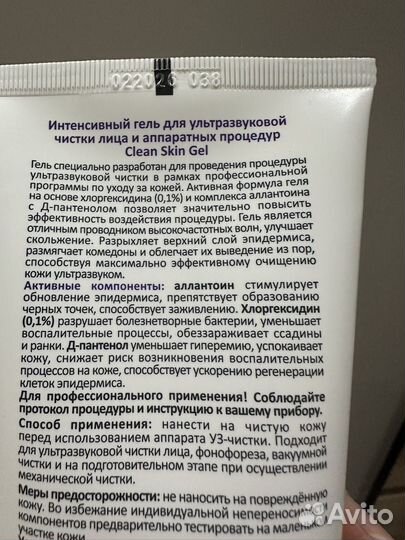 022026 038
Интенсивный гель для ультразвуковой
чистки лица и аппаратных процедур
Clean Skin Gel
Гель специально разработан для проведения процедуры
ультразвуковой чистки в рамках профессиональной
программы по уходу за кожей. Активная формула геля
на основе хлоргексидина (0,1%) и комплекса аллантоина
с Д-пантенолом позволяет значительно повысить
эффективность воздействия процедуры. Гель является
отличным проводником высокочастотных волн, улучшает
скольжение. Разрыхляет верхний слой эпидермиса,
размягчает комедоны и облегчает их выведение из пор,
способствуя максимально эффективному очищению
кожи ультразвуком.
Активные компоненты: аллантоин стимулирует
обновление эпидермиса, препятствует образованию
черных точек, способствует заживлению. Хлоргексидин
(0,1%) разрушает болезнетворные бактерии, уменьшает
воспалительные процессы, обеззараживает ссадины
и ранки. Д-пантенол уменьшает гиперемию, успокаивает
кожу, снижает риск возникновения воспалительных
процессов на коже, способствует ускорению регенерации
клеток эпидермиса.
Для профессионального применения! Соблюдайте
протокол процедуры и инструкцию к вашему прибору.
Способ применения: нанести на чистую кожу
перед использованием аппарата УЗ-чистки. Подходит
для ультразвуковой чистки лица, фонофореза, вакуумной
чистки и на подготовительном этапе при осуществлении
механической чистки.
Меры предосторожности: не наносить на повреждённую
кожу. Во избежание индивидуальной непереносимости
компонентов предварительно тестировать на маленьком
участке кожи.
Avito